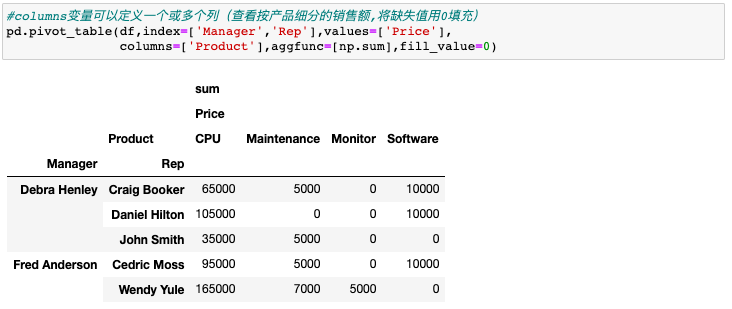 #columns变量可以定义一个或多个列（查看按产品细分的销售额,将缺失值用0填充）
pd.pivot_table(df,index=['Manager','Rep'],values=['Price'],
columns=['Product'],aggfunc=[np.sum],fill_value=0)
sum
Price
Product CPU Maintenance Monitor Software
Manager Rep
Debra Henley Craig Booker 65000 5000 0 10000
Daniel Hilton 105000 0 0 10000
John Smith 35000 5000 0 0
Fred Anderson Cedric Moss 95000 5000 0 10000
Wendy Yule 165000 7000 5000 0